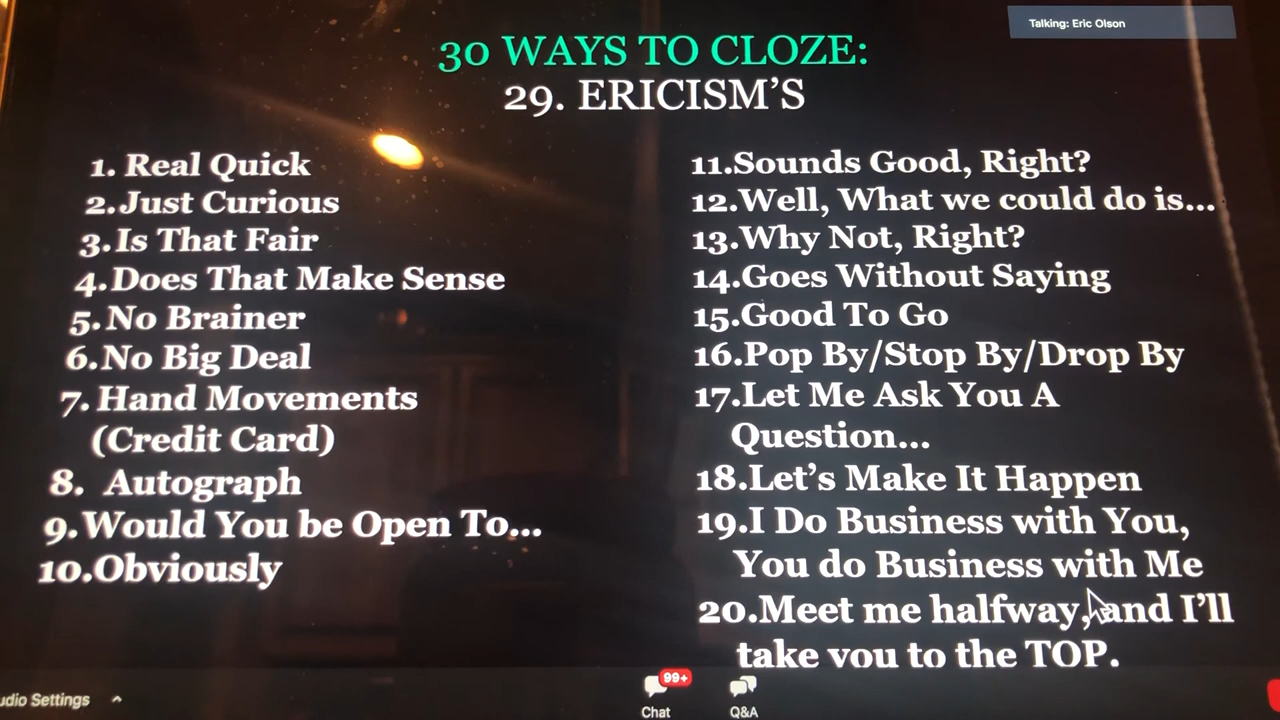 Talking: Eric Olson
30 WAYS TO CLOZE:
29. ERICISM'S
1. Real Quick
2. Just Curious
3. Is That Fair
4. Does That Make Sense
5. No Brainer
6. No Big Deal
7. Hand Movements
(Credit Card)
8. Autograph
9. Would You be Open To...
10. Obviously
11. Sounds Good, Right?
12. Well, What we could do is...
13. Why Not, Right?
14. Goes Without Saying
15. Good To Go
16. Pop By/Stop By/Drop By
17. Let Me Ask You A
Question...
18. Let's Make It Happen
19. I Do Business with You,
You do Business with Me
20. Meet me halfway, and I'll
take you to the TOP.
udio Settings
99+
Chat
Q&A